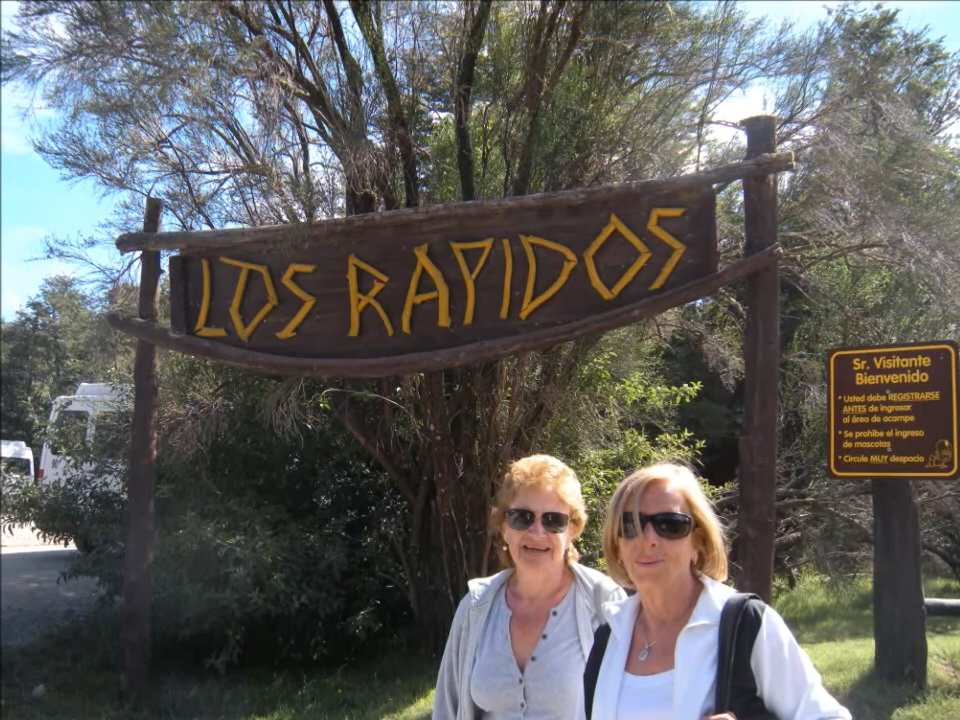 LOS RAPIDOS
Sr. Visitante
Bienvenido
* Usted debe REGISTRARSE
ANTES de ingresar
al área de acampe
* Se prohíbe el ingreso
de mascotas
* Circule MUY despacio